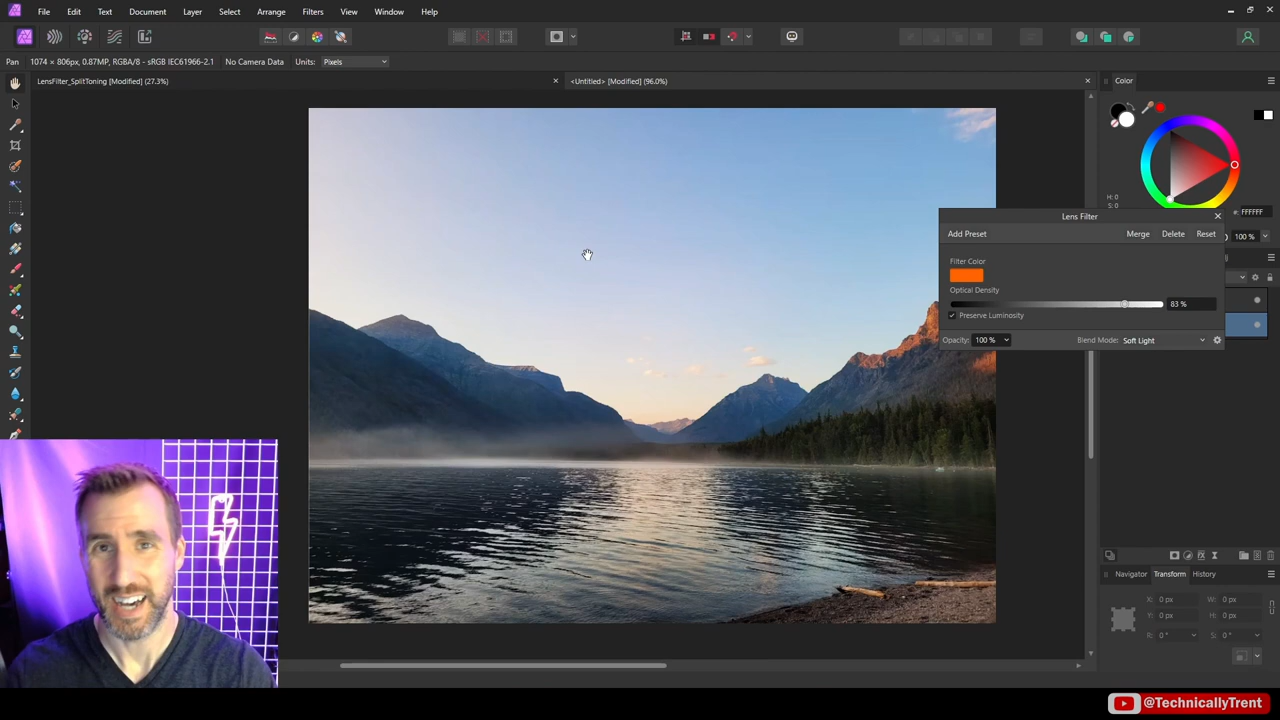 File Edit Text Document Layer Select Arrange Filters View Window Help
Pan 1074 × 806px, 0.87MP, RGBA/8 - sRGB IEC61966-2.1 No Camera Data Units: Pixels
LensFilter_SplitToning [Modified] (27.3%) <Untitled> [Modified] (96.0%)
Color
H: 0
S: 0
#: FFFFFF
100 %
Lens Filter
Add Preset Merge Delete Reset
Filter Color
Optical Density
83 %
Preserve Luminosity
Opacity: 100 % Blend Mode: Soft Light
Navigator Transform History
X: 0 px W: 0 px
Y: 0 px H: 0 px
R: 0 ° S: 0 °
@TechnicallyTrent